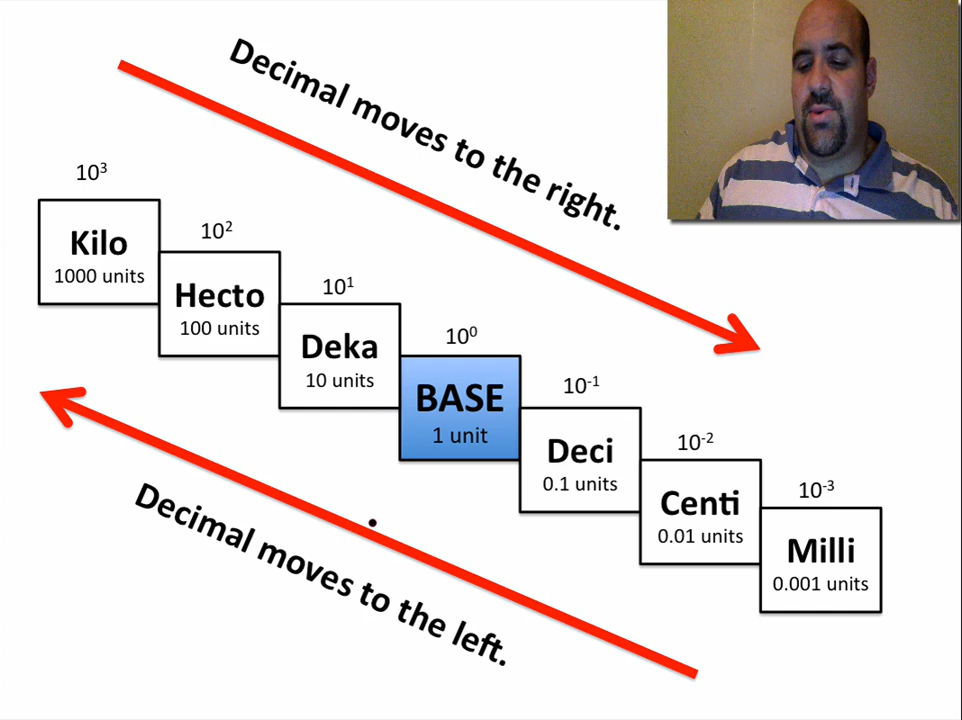 Decimal moves to the right.
10³
Kilo
1000 units
10²
Hecto
100 units
10¹
Deka
10 units
10⁰
BASE
1 unit
10⁻¹
Deci
0.1 units
10⁻²
Centi
0.01 units
10⁻³
Milli
0.001 units
Decimal moves to the left.